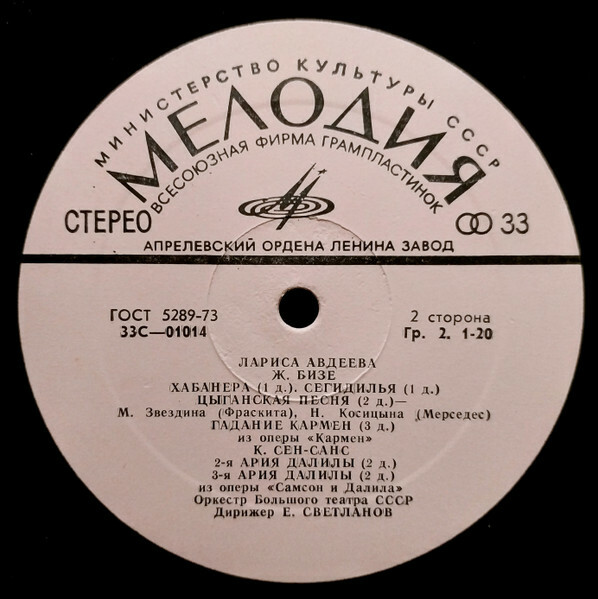 МИНИСТЕРСТВО КУЛЬТУРЫ СССР
МЕЛОДИЯ
ВСЕСОЮЗНАЯ ФИРМА ГРАМПЛАСТИНОК
СТЕРЕО 33
АПРЕЛЕВСКИЙ ОРДЕНА ЛЕНИНА ЗАВОД
ГОСТ 5289-73 2 сторона
33С—01014 Гр. 2. 1-20
ЛАРИСА АВДЕЕВА
Ж. БИЗЕ
ХАБАНЕРА (1 д.). СЕГИДИЛЬЯ (1 д.)
ЦЫГАНСКАЯ ПЕСНЯ (2 д.)—
М. Звездина (Фраскита), Н. Косицына (Мерседес)
ГАДАНИЕ КАРМЕН (3 д.)
из оперы «Кармен»
К. СЕН-САНС
2-я АРИЯ ДАЛИЛЫ (2 д.)
3-я АРИЯ ДАЛИЛЫ (2 д.)
из оперы «Самсон и Далила»
Оркестр Большого театра СССР
Дирижер Е. СВЕТЛАНОВ